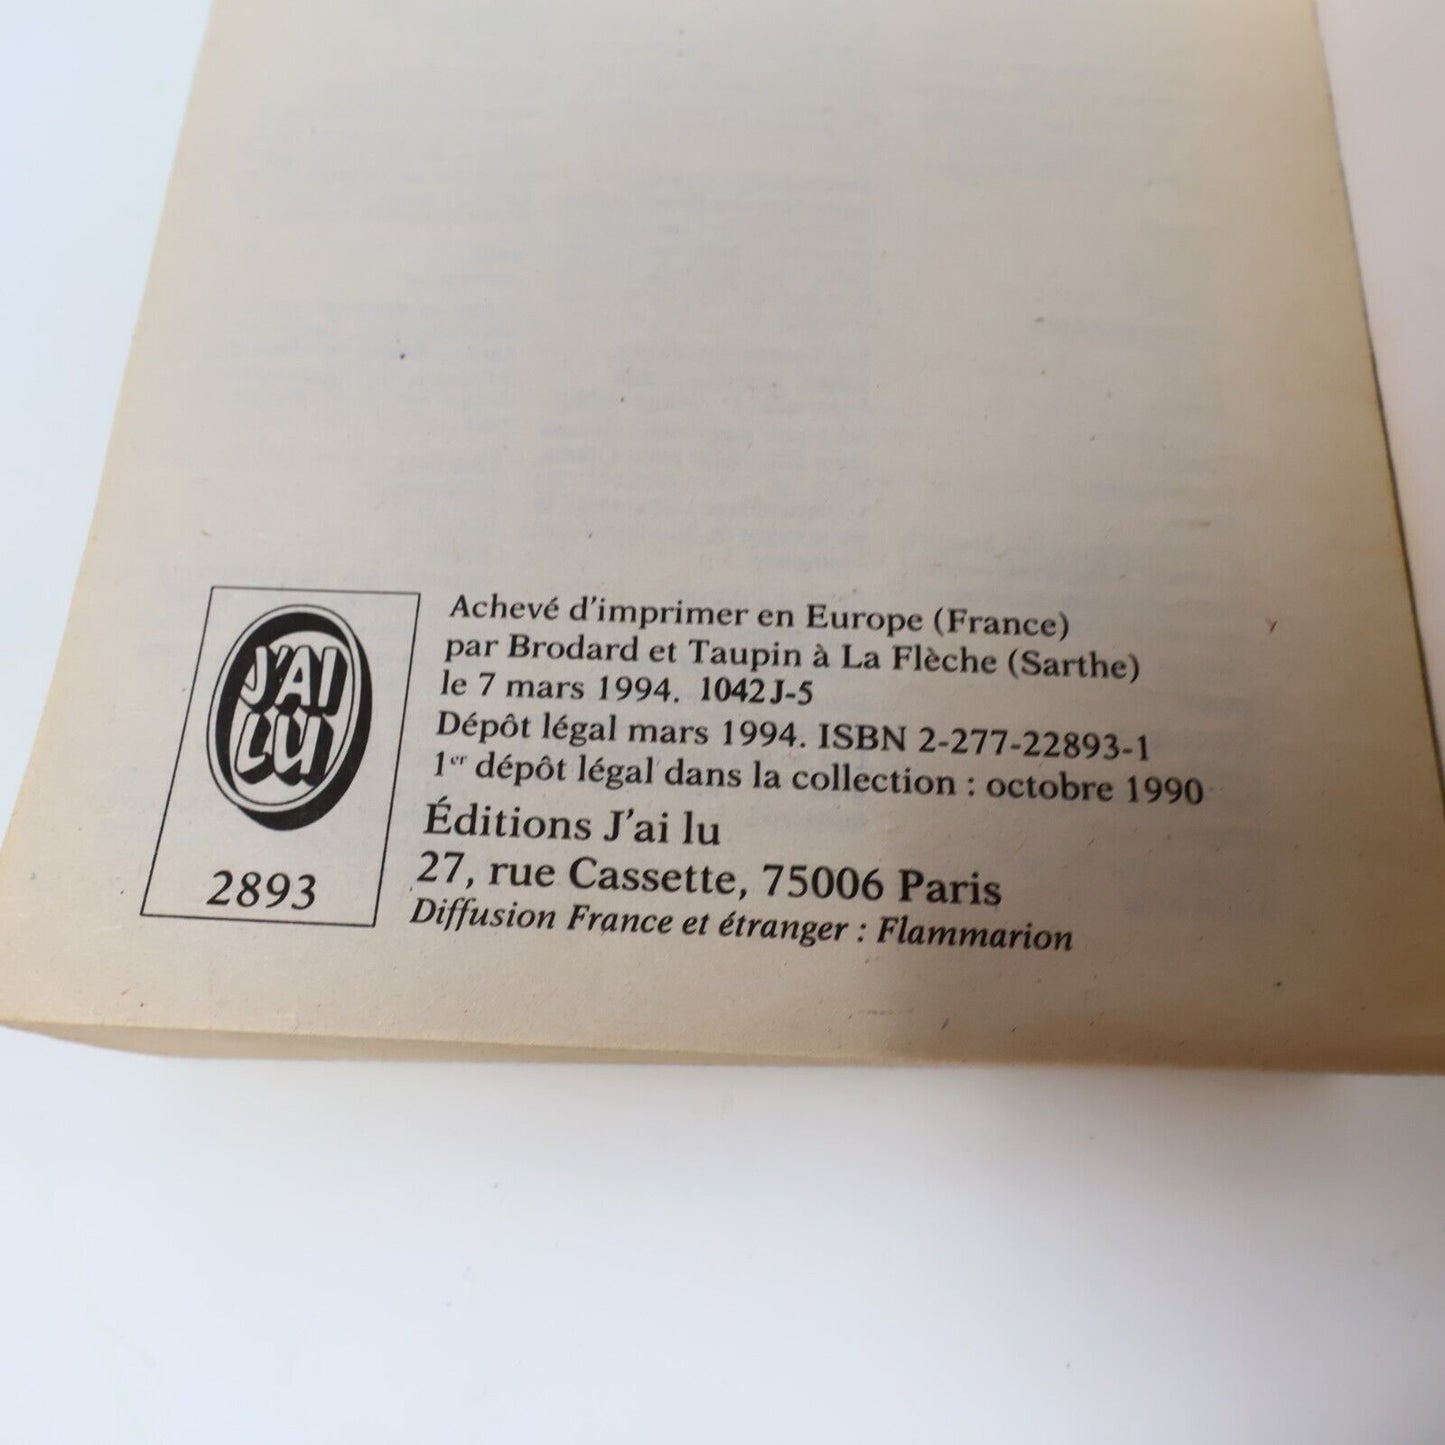 J'AI
LU
2893
Achevé d'imprimer en Europe (France)
par Brodard et Taupin à La Flèche (Sarthe)
le 7 mars 1994. 1042 J-5
Dépôt légal mars 1994. ISBN 2-277-22893-1
1er dépôt légal dans la collection : octobre 1990
Éditions J'ai lu
27, rue Cassette, 75006 Paris
Diffusion France et étranger : Flammarion